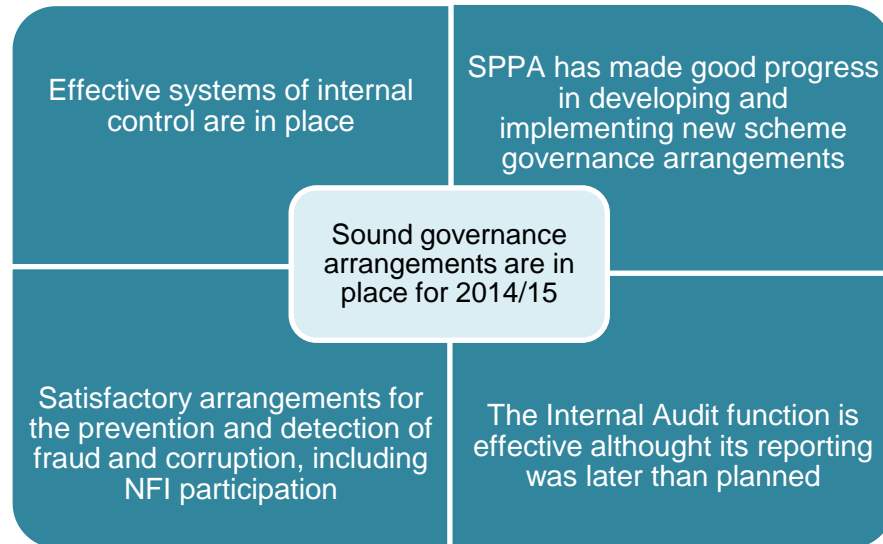 Effective systems of internal
control are in place
SPPA has made good progress
in developing and
implementing new scheme
governance arrangements
Sound governance
arrangements are in
place for 2014/15
Satisfactory arrangements for
the prevention and detection of
fraud and corruption, including
NFI participation
The Internal Audit function is
effective althought its reporting
was later than planned